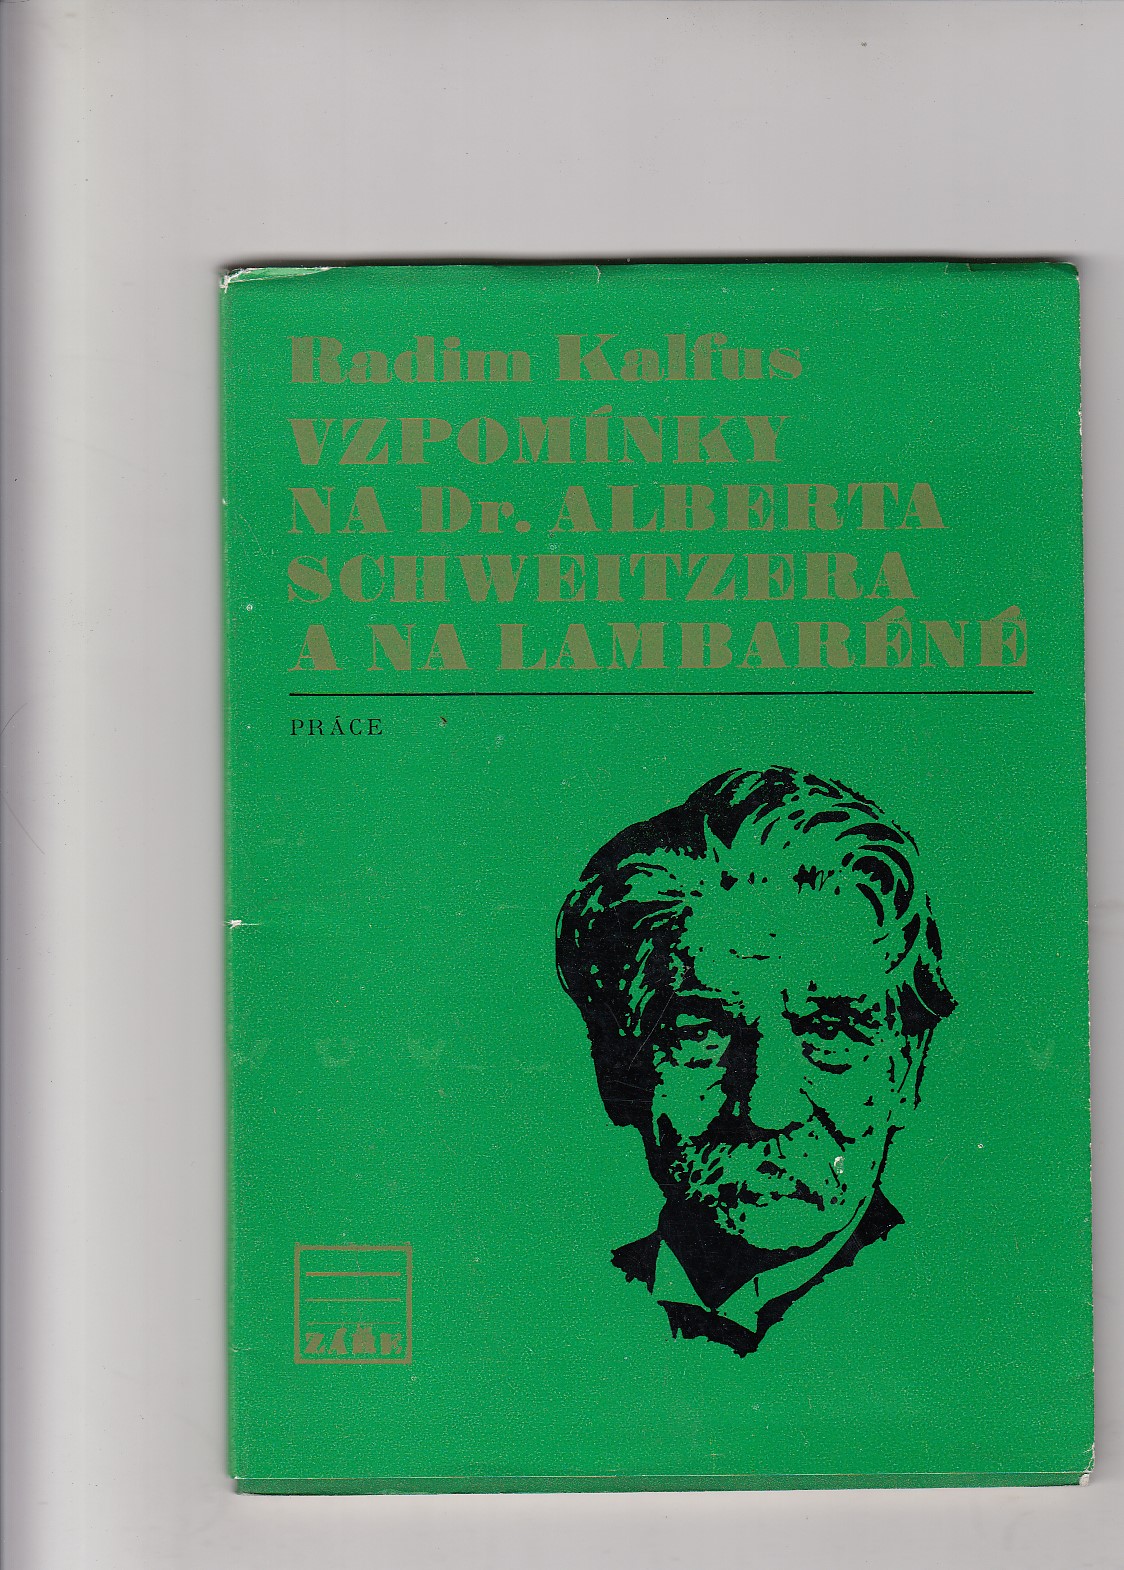 Radim Kalfus
VZPOMÍNKY
NA Dr. ALBERTA
SCHWEITZERA
A NA LAMBARÉNÉ
PRÁCE
ZÁŘE